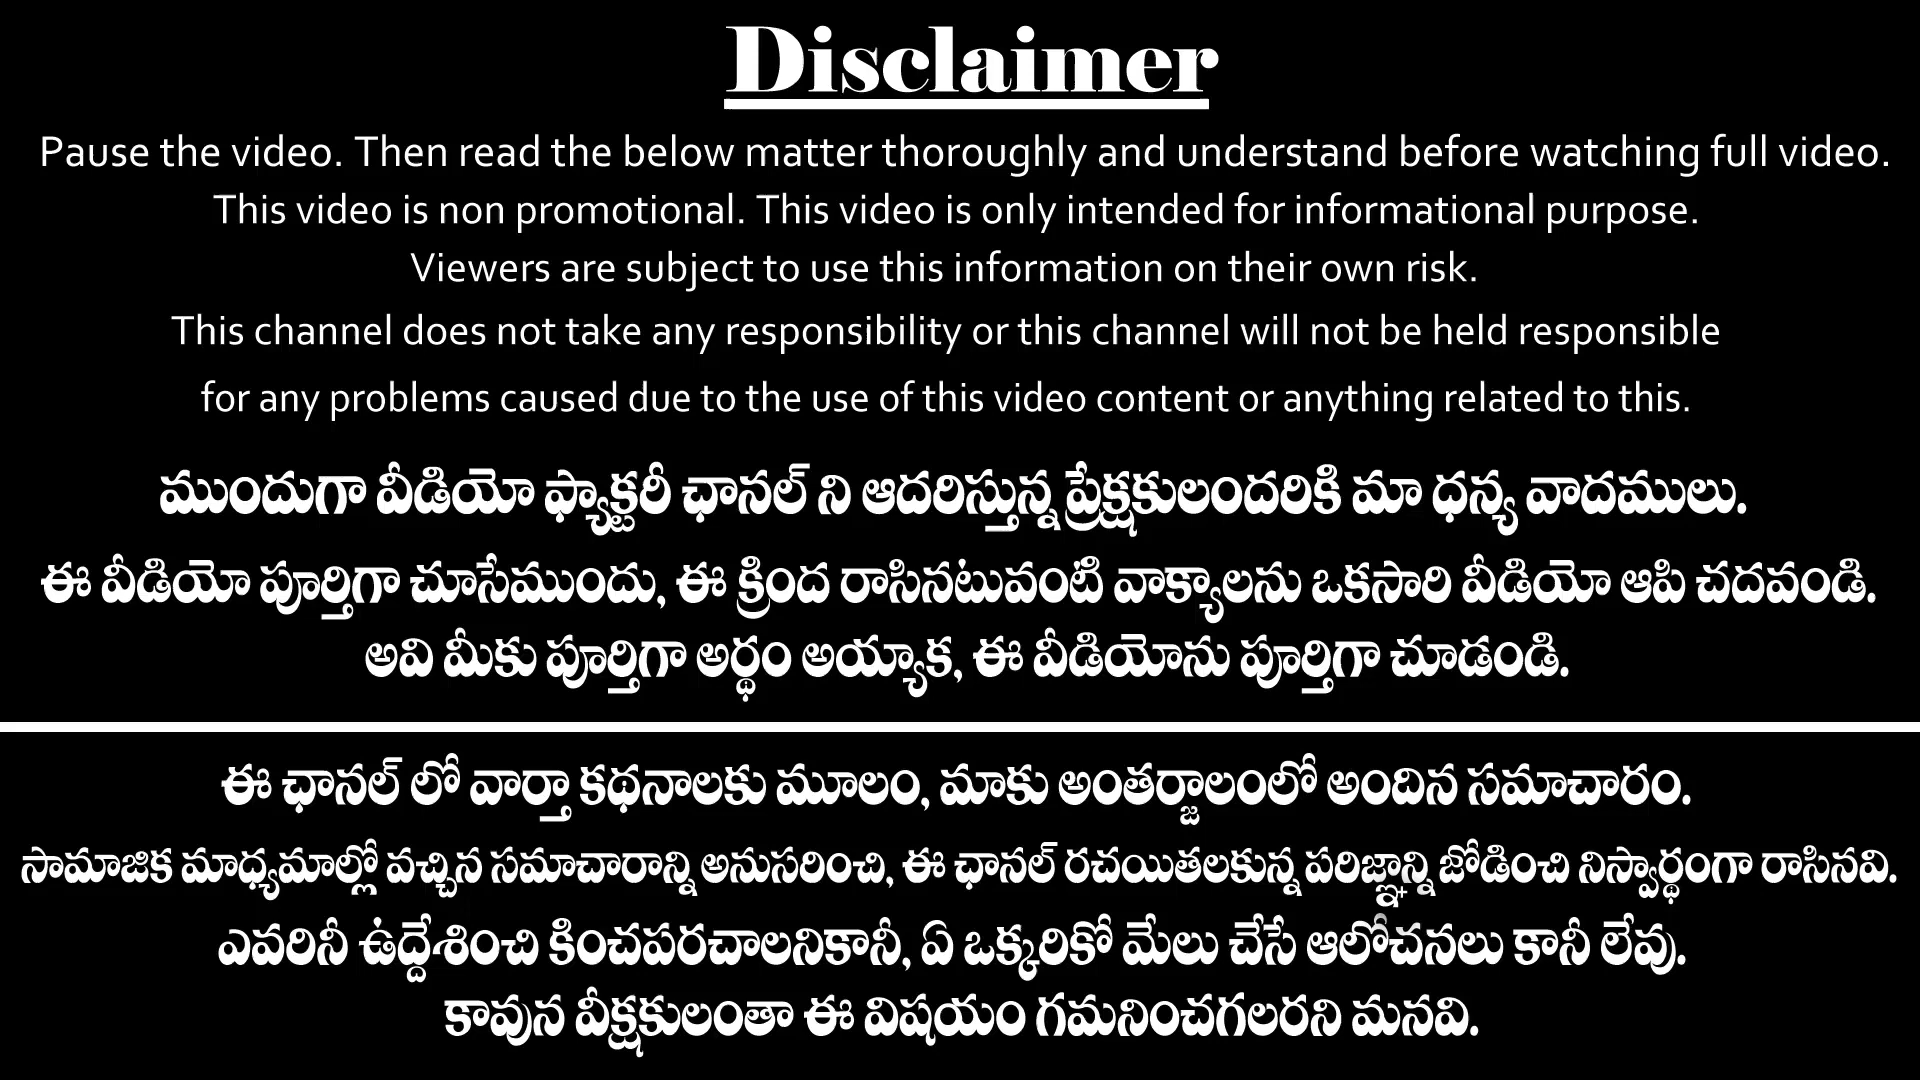 Disclaimer
Pause the video. Then read the below matter thoroughly and understand before watching full video.
This video is non promotional. This video is only intended for informational purpose.
Viewers are subject to use this information on their own risk.
This channel does not take any responsibility or this channel will not be held responsible
for any problems caused due to the use of this video content or anything related to this.
ముందుగా వీడియో ఫ్యాక్టరీ ఛానల్ ని ఆదరిస్తున్న ప్రేక్షకులందరికి మా ధన్య వాదములు.
ఈ వీడియో పూర్తిగా చూసేముందు, ఈ క్రింద రాసినటువంటి వాక్యాలను ఒకసారి వీడియో ఆపి చదవండి.
అవి మీకు పూర్తిగా అర్థం అయ్యాక, ఈ వీడియోను పూర్తిగా చూడండి.
ఈ ఛానల్ లో వార్తా కథనాలకు మూలం, మాకు అంతర్జాలంలో అందిన సమాచారం.
సామాజిక మాధ్యమాల్లో వచ్చిన సమాచారాన్ని అనుసరించి, ఈ ఛానల్ రచయితలకున్న పరిజ్ఞాన్ని జోడించి నిస్వార్థంగా రాసినవి.
ఎవరినీ ఉద్దేశించి కించపరచాలనికానీ, ఏ ఒక్కరికో మేలు చేసే ఆలోచనలు కానీ లేవు.
కావున వీక్షకులంతా ఈ విషయం గమనించగలరని మనవి.